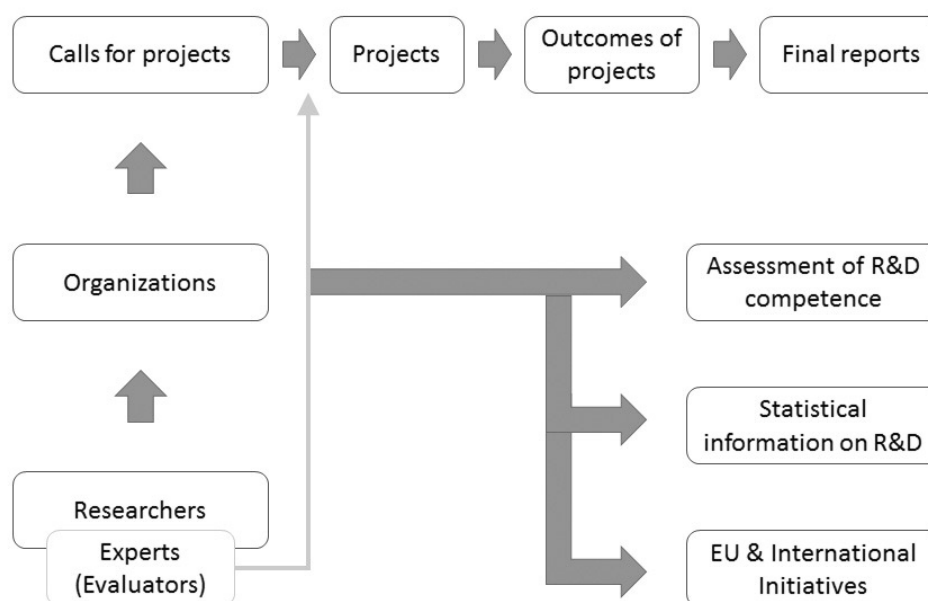 Calls for projects
Projects
Outcomes of
projects
Final reports
Organizations
Assessment of R&D
competence
Statistical
information on R&D
Researchers
Experts
(Evaluators)
EU & International
Initiatives